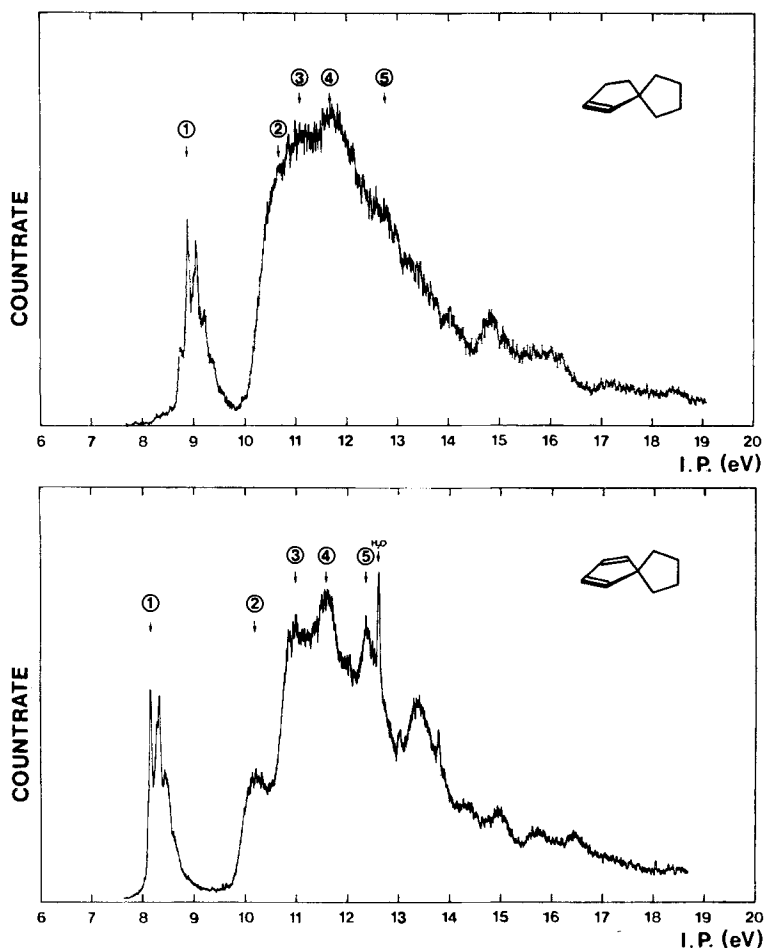 ① ② ③ ④ ⑤
COUNTRATE
6 7 8 9 10 11 12 13 14 15 16 17 18 19 20
I.P. (eV)
① ② ③ ④ ⑤ H₂O
COUNTRATE
6 7 8 9 10 11 12 13 14 15 16 17 18 19 20
I.P. (eV)